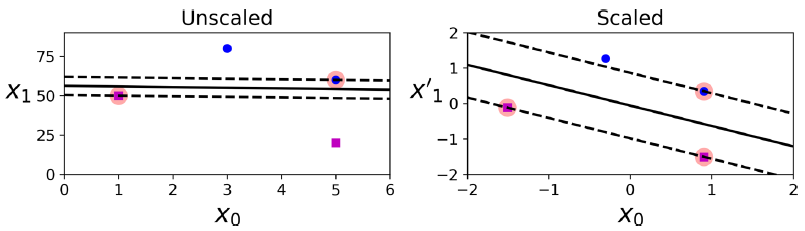 Unscaled
75
50
25
0
x₁
0 1 2 3 4 5 6
x₀
Scaled
2
1
0
−1
−2
x′₁
−2 −1 0 1 2
x₀